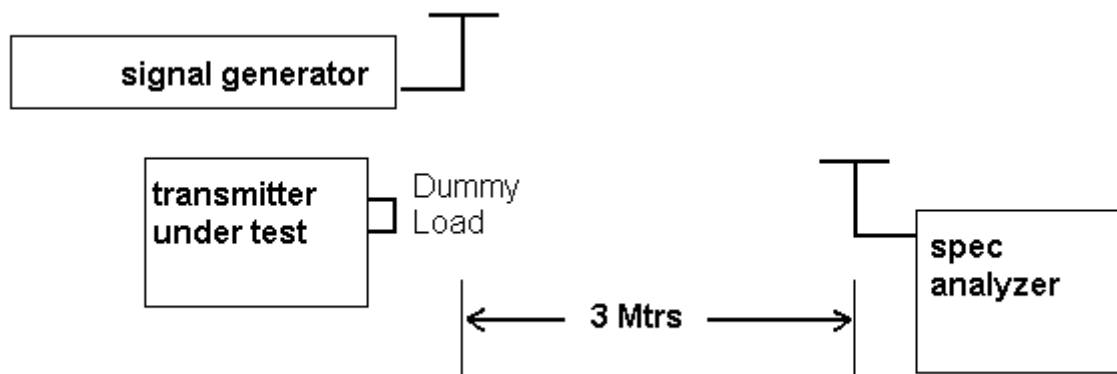 signal generator
transmitter
under test
Dummy
Load
spec
analyzer
3 Mtrs